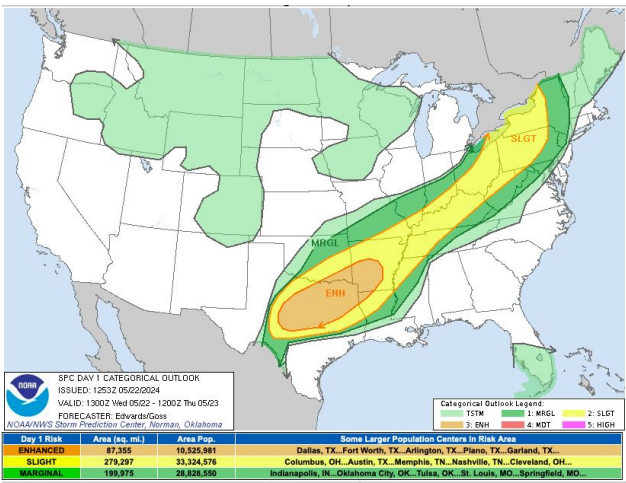 SLGT
MRGL
ENH
NOAA
SPC DAY 1 CATEGORICAL OUTLOOK
ISSUED: 1253Z 05/22/2024
VALID: 1300Z Wed 05/22 - 1200Z Thu 05/23
FORECASTER: Edwards/Goss
NOAA/NWS Storm Prediction Center, Norman, Oklahoma
Categorical Outlook Legend:
TSTM 1: MRGL 2: SLGT
3: ENH 4: MDT 5: HIGH
Day 1 Risk Area (sq. mi.) Area Pop. Some Larger Population Centers in Risk Area
ENHANCED 87,355 10,525,981 Dallas, TX...Fort Worth, TX...Arlington, TX...Plano, TX...Garland, TX...
SLIGHT 279,297 33,324,576 Columbus, OH...Austin, TX...Memphis, TN...Nashville, TN...Cleveland, OH...
MARGINAL 199,975 28,828,550 Indianapolis, IN...Oklahoma City, OK...Tulsa, OK...St. Louis, MO...Springfield, MO...